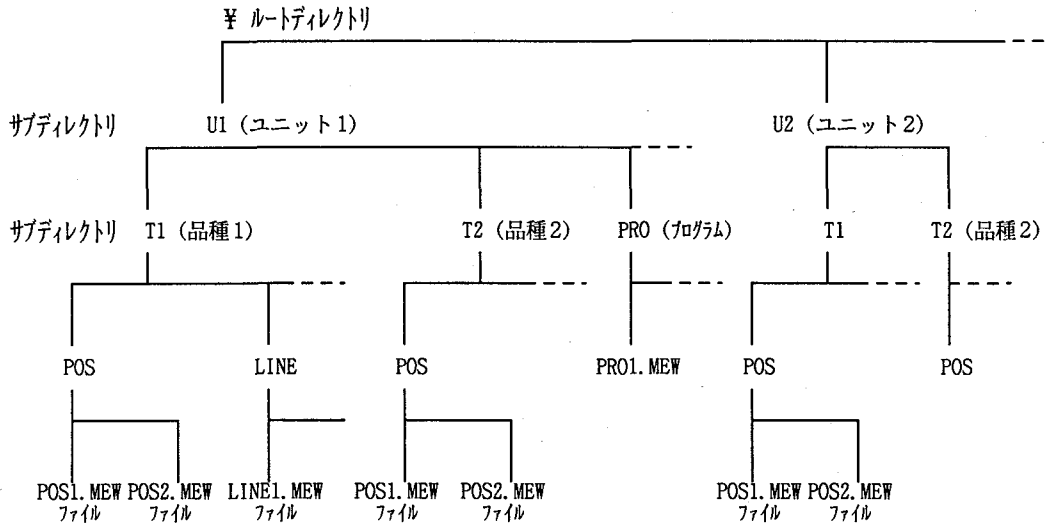 ¥ ルートディレクトリ
サブディレクトリ U1 (ユニット1) U2 (ユニット2)
サブディレクトリ T1 (品種1) T2 (品種2) PRO (プログラム) T1 T2 (品種2)
POS LINE POS PRO1.MEW POS POS
POS1.MEW POS2.MEW LINE1.MEW POS1.MEW POS2.MEW POS1.MEW POS2.MEW
ファイル ファイル ファイル ファイル ファイル ファイル ファイル